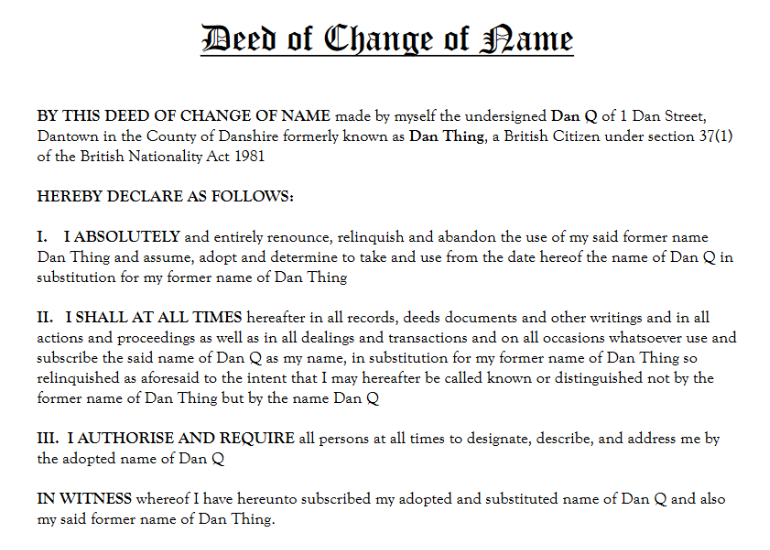 Deed of Change of Name
BY THIS DEED OF CHANGE OF NAME made by myself the undersigned Dan Q of 1 Dan Street,
Dantown in the County of Danshire formerly known as Dan Thing, a British Citizen under section 37(1)
of the British Nationality Act 1981
HEREBY DECLARE AS FOLLOWS:
I. I ABSOLUTELY and entirely renounce, relinquish and abandon the use of my said former name
Dan Thing and assume, adopt and determine to take and use from the date hereof the name of Dan Q in
substitution for my former name of Dan Thing
II. I SHALL AT ALL TIMES hereafter in all records, deeds documents and other writings and in all
actions and proceedings as well as in all dealings and transactions and on all occasions whatsoever use and
subscribe the said name of Dan Q as my name, in substitution for my former name of Dan Thing so
relinquished as aforesaid to the intent that I may hereafter be called known or distinguished not by the
former name of Dan Thing but by the name Dan Q
III. I AUTHORISE AND REQUIRE all persons at all times to designate, describe, and address me by
the adopted name of Dan Q
IN WITNESS whereof I have hereunto subscribed my adopted and substituted name of Dan Q and also
my said former name of Dan Thing.